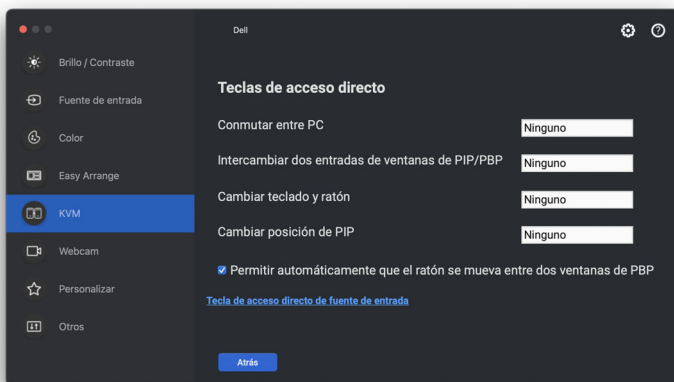 Dell
Brillo / Contraste
Fuente de entrada
Color
Easy Arrange
KVM
Webcam
Personalizar
Otros
Teclas de acceso directo
Conmutar entre PC
Ninguno
Intercambiar dos entradas de ventanas de PIP/PBP
Ninguno
Cambiar teclado y ratón
Ninguno
Cambiar posición de PIP
Ninguno
Permitir automáticamente que el ratón se mueva entre dos ventanas de PBP
Tecla de acceso directo de fuente de entrada
Atrás